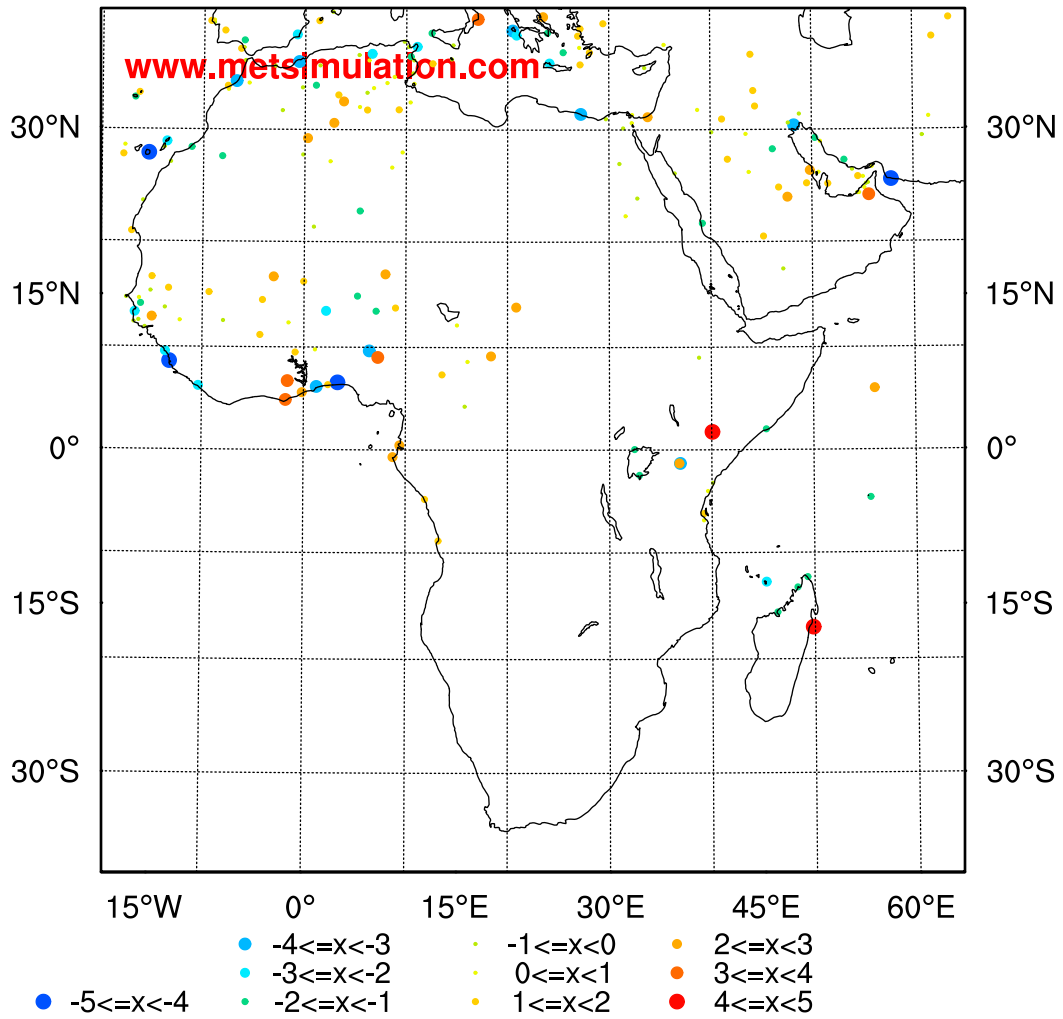 www.metsimulation.com
30°N 30°N
15°N 15°N
0° 0°
15°S 15°S
30°S 30°S
15°W 0° 15°E 30°E 45°E 60°E
-4<=x<-3 -1<=x<0 2<=x<3
-3<=x<-2 0<=x<1 3<=x<4
-5<=x<-4 -2<=x<-1 1<=x<2 4<=x<5